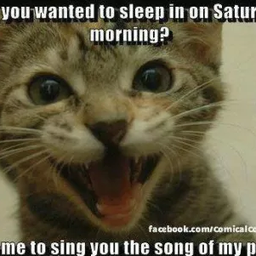 you wanted to sleep in on Satur
morning?
facebook.com/ComicalC
me to sing you the song of my p